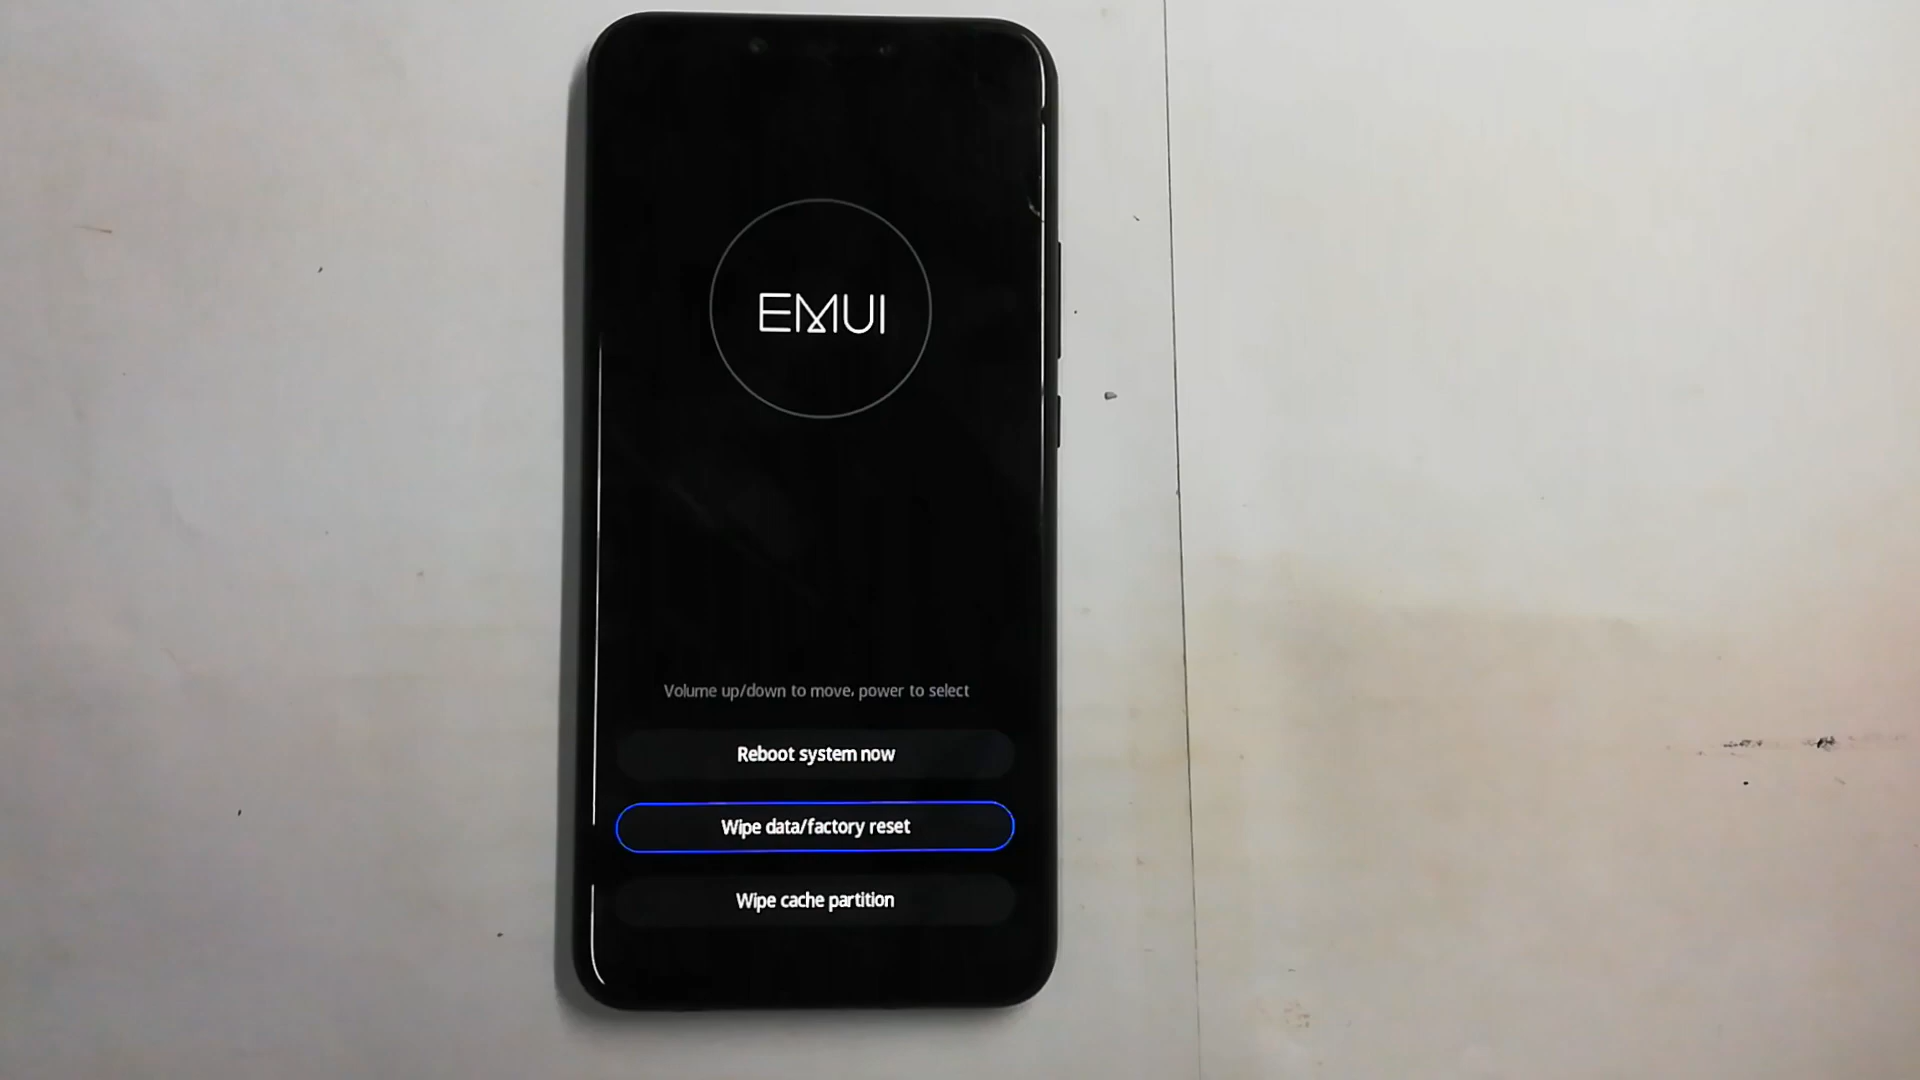 EMUI
Volume up/down to move, power to select
Reboot system now
Wipe data/factory reset
Wipe cache partition